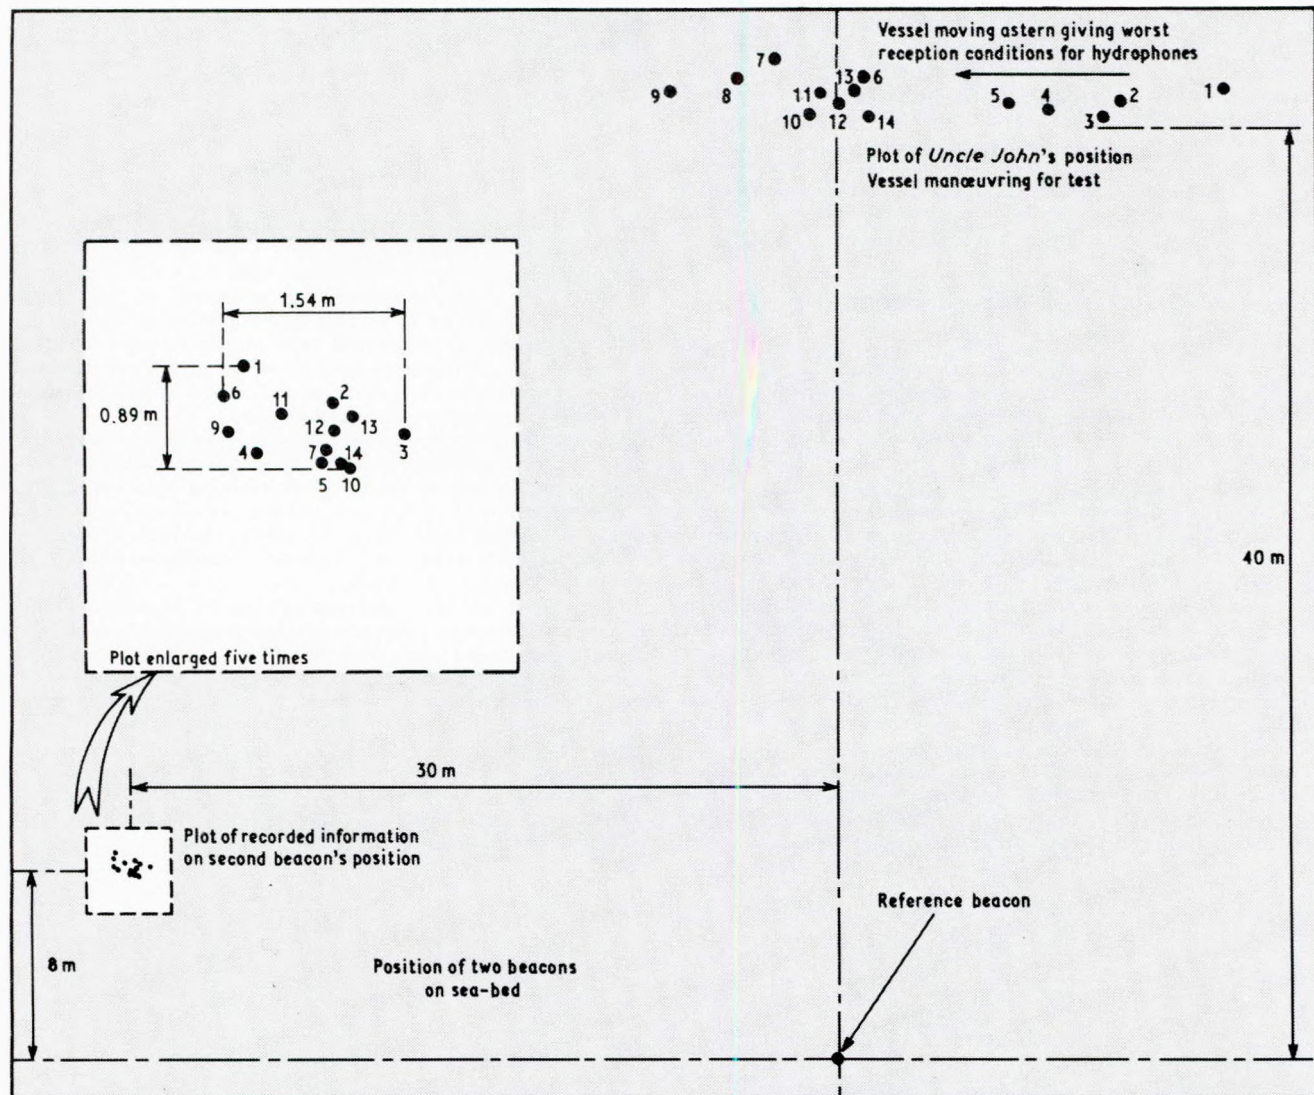 Vessel moving astern giving worst
reception conditions for hydrophones
7
8
9
13
6
11
10
12
14
5
4
2
3
1
Plot of Uncle John's position
Vessel manœuvring for test
1.54 m
0.89 m
1
6
11
2
9
12
13
3
4
7
14
5
10
Plot enlarged five times
40 m
30 m
Plot of recorded information
on second beacon's position
Reference beacon
8 m
Position of two beacons
on sea-bed